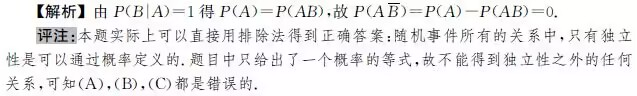 【解析】由 P(B|A)=1得 P(A)=P(AB),故 P(AB̅)=P(A)-P(AB)=0.
评注:本题实际上可以直接用排除法得到正确答案:随机事件所有的关系中,只有独立
性是可以通过概率定义的.题目中只给出了一个概率的等式,故不能得到独立性之外的任何
关系,可知(A),(B),(C)都是错误的.